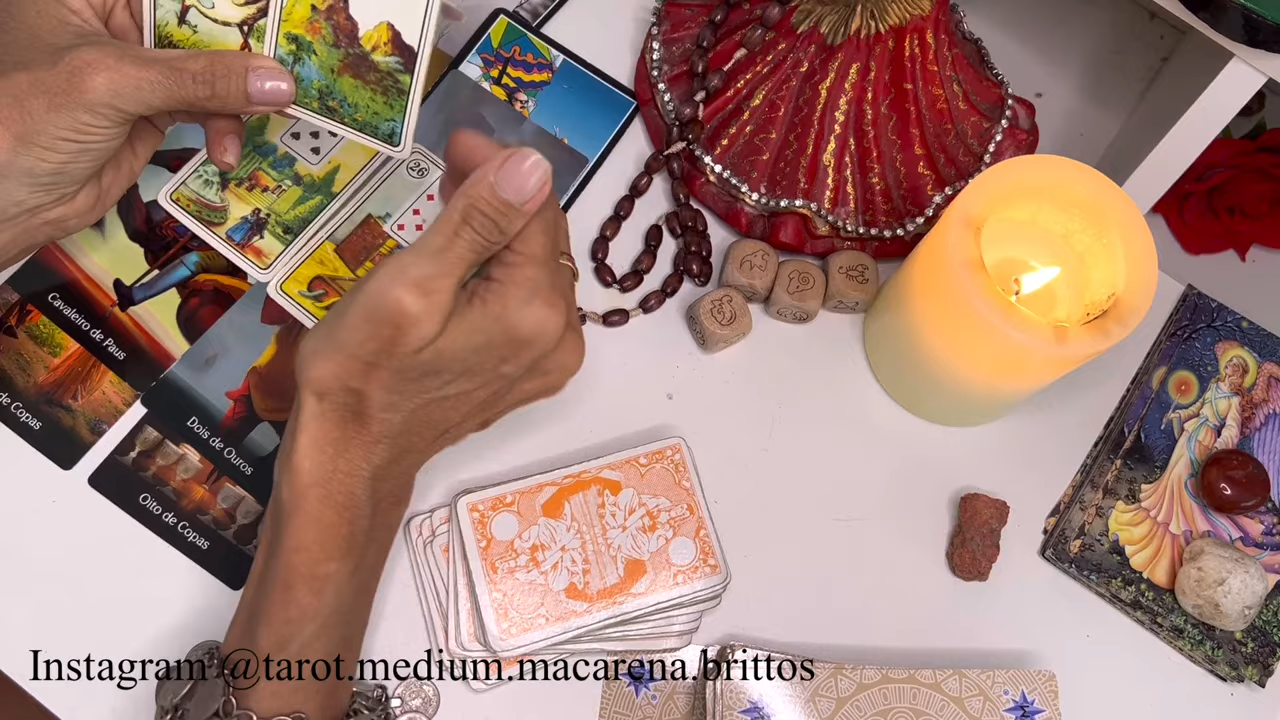 26
Cavaleiro de Paus
de Copas
Dois de Ouros
Oito de Copas
Instagram @tarot.medium.macarena.brittos